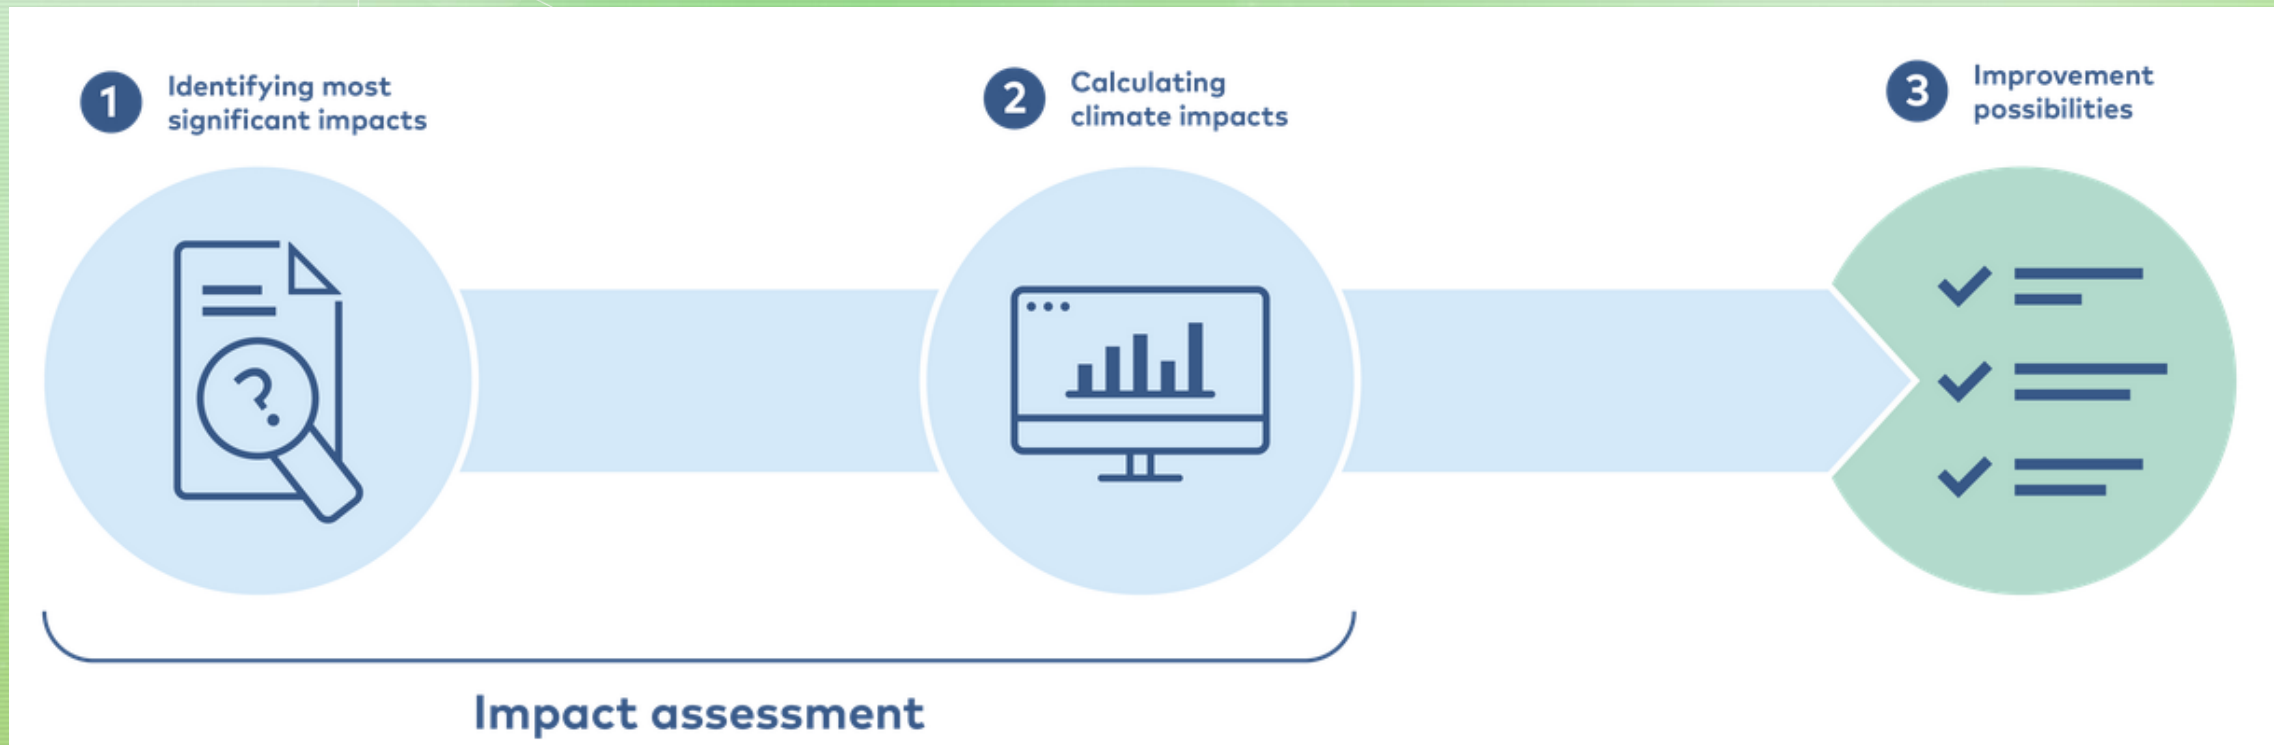 1
Identifying most
significant impacts
2
Calculating
climate impacts
3
Improvement
possibilities
?
Impact assessment